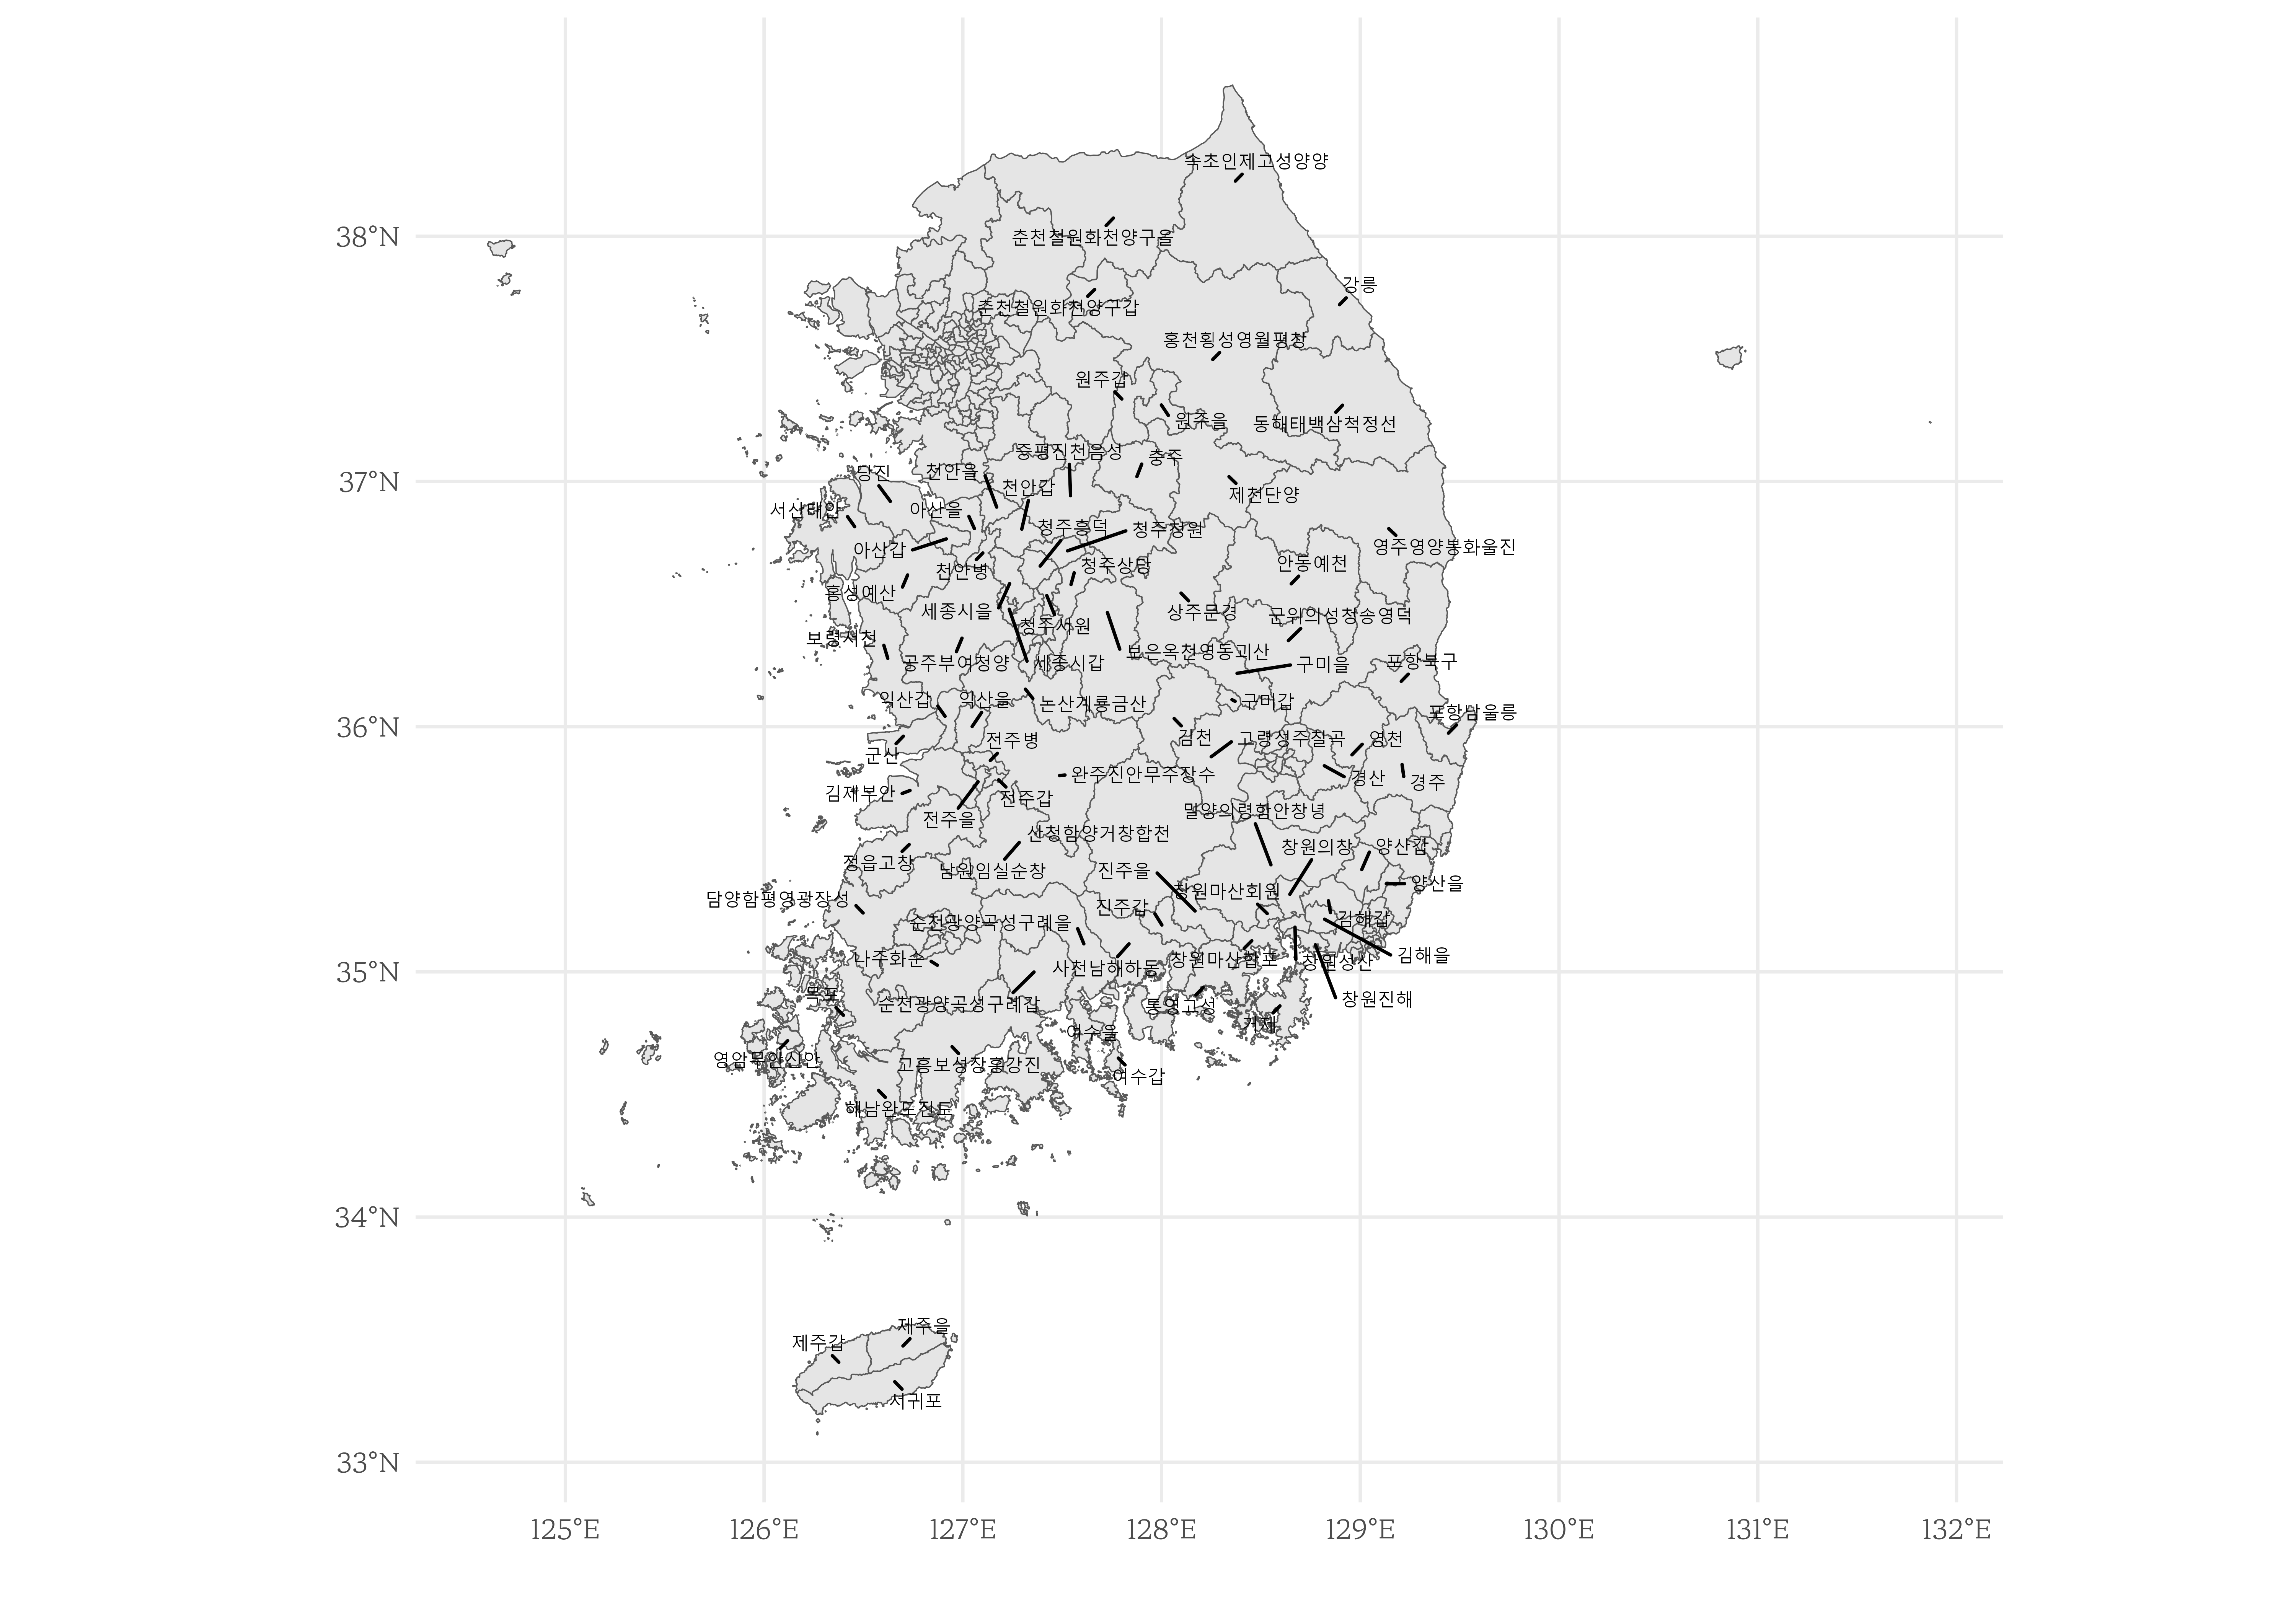 속초인제고성양양
38°N
춘천철원화천양구을
강릉
춘천철원화천양구갑
홍천횡성영월평창
원주갑
원주을
동해태백삼척정선
증평진천음성
충주
당진
천안을
37°N
천안갑
제천단양
서산태안
아산을
청주흥덕
청주청원
아산갑
영주영양봉화울진
천안병
청주상당
안동예천
홍성예산
세종시을
청주서원
상주문경
군위의성청송영덕
보령서천
공주부여청양
세종시갑
보은옥천영동괴산
구미을
포항북구
익산갑
익산을
논산계룡금산
구미갑
포항남울릉
36°N
군산
전주병
김천
고령성주칠곡
영천
완주진안무주장수
경산
경주
김제부안
전주갑
전주을
밀양의령함안창녕
산청함양거창합천
창원의창
양산갑
정읍고창
남원임실순창
진주을
양산을
담양함평영광장성
창원마산회원
진주갑
순천광양곡성구례을
김해갑
나주화순
사천남해하동
창원마산합포
창원성산
김해을
35°N
목포
순천광양곡성구례갑
통영고성
창원진해
거제
여수을
영암무안신안
고흥보성장흥강진
여수갑
해남완도진도
34°N
제주을
제주갑
서귀포
33°N
125°E 126°E 127°E 128°E 129°E 130°E 131°E 132°E